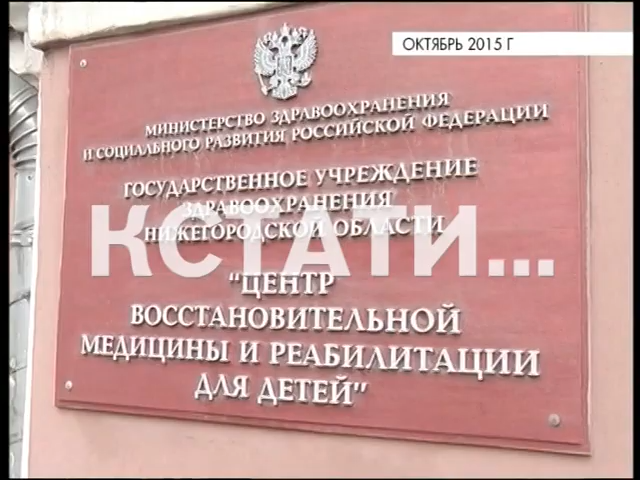 ОКТЯБРЬ 2015 Г
МИНИСТЕРСТВО ЗДРАВООХРАНЕНИЯ
И СОЦИАЛЬНОГО РАЗВИТИЯ РОССИЙСКОЙ ФЕДЕРАЦИИ
ГОСУДАРСТВЕННОЕ УЧРЕЖДЕНИЕ
ЗДРАВООХРАНЕНИЯ
НИЖЕГОРОДСКОЙ ОБЛАСТИ
КСТАТИ...
"ЦЕНТР
ВОССТАНОВИТЕЛЬНОЙ
МЕДИЦИНЫ И РЕАБИЛИТАЦИИ
ДЛЯ ДЕТЕЙ"